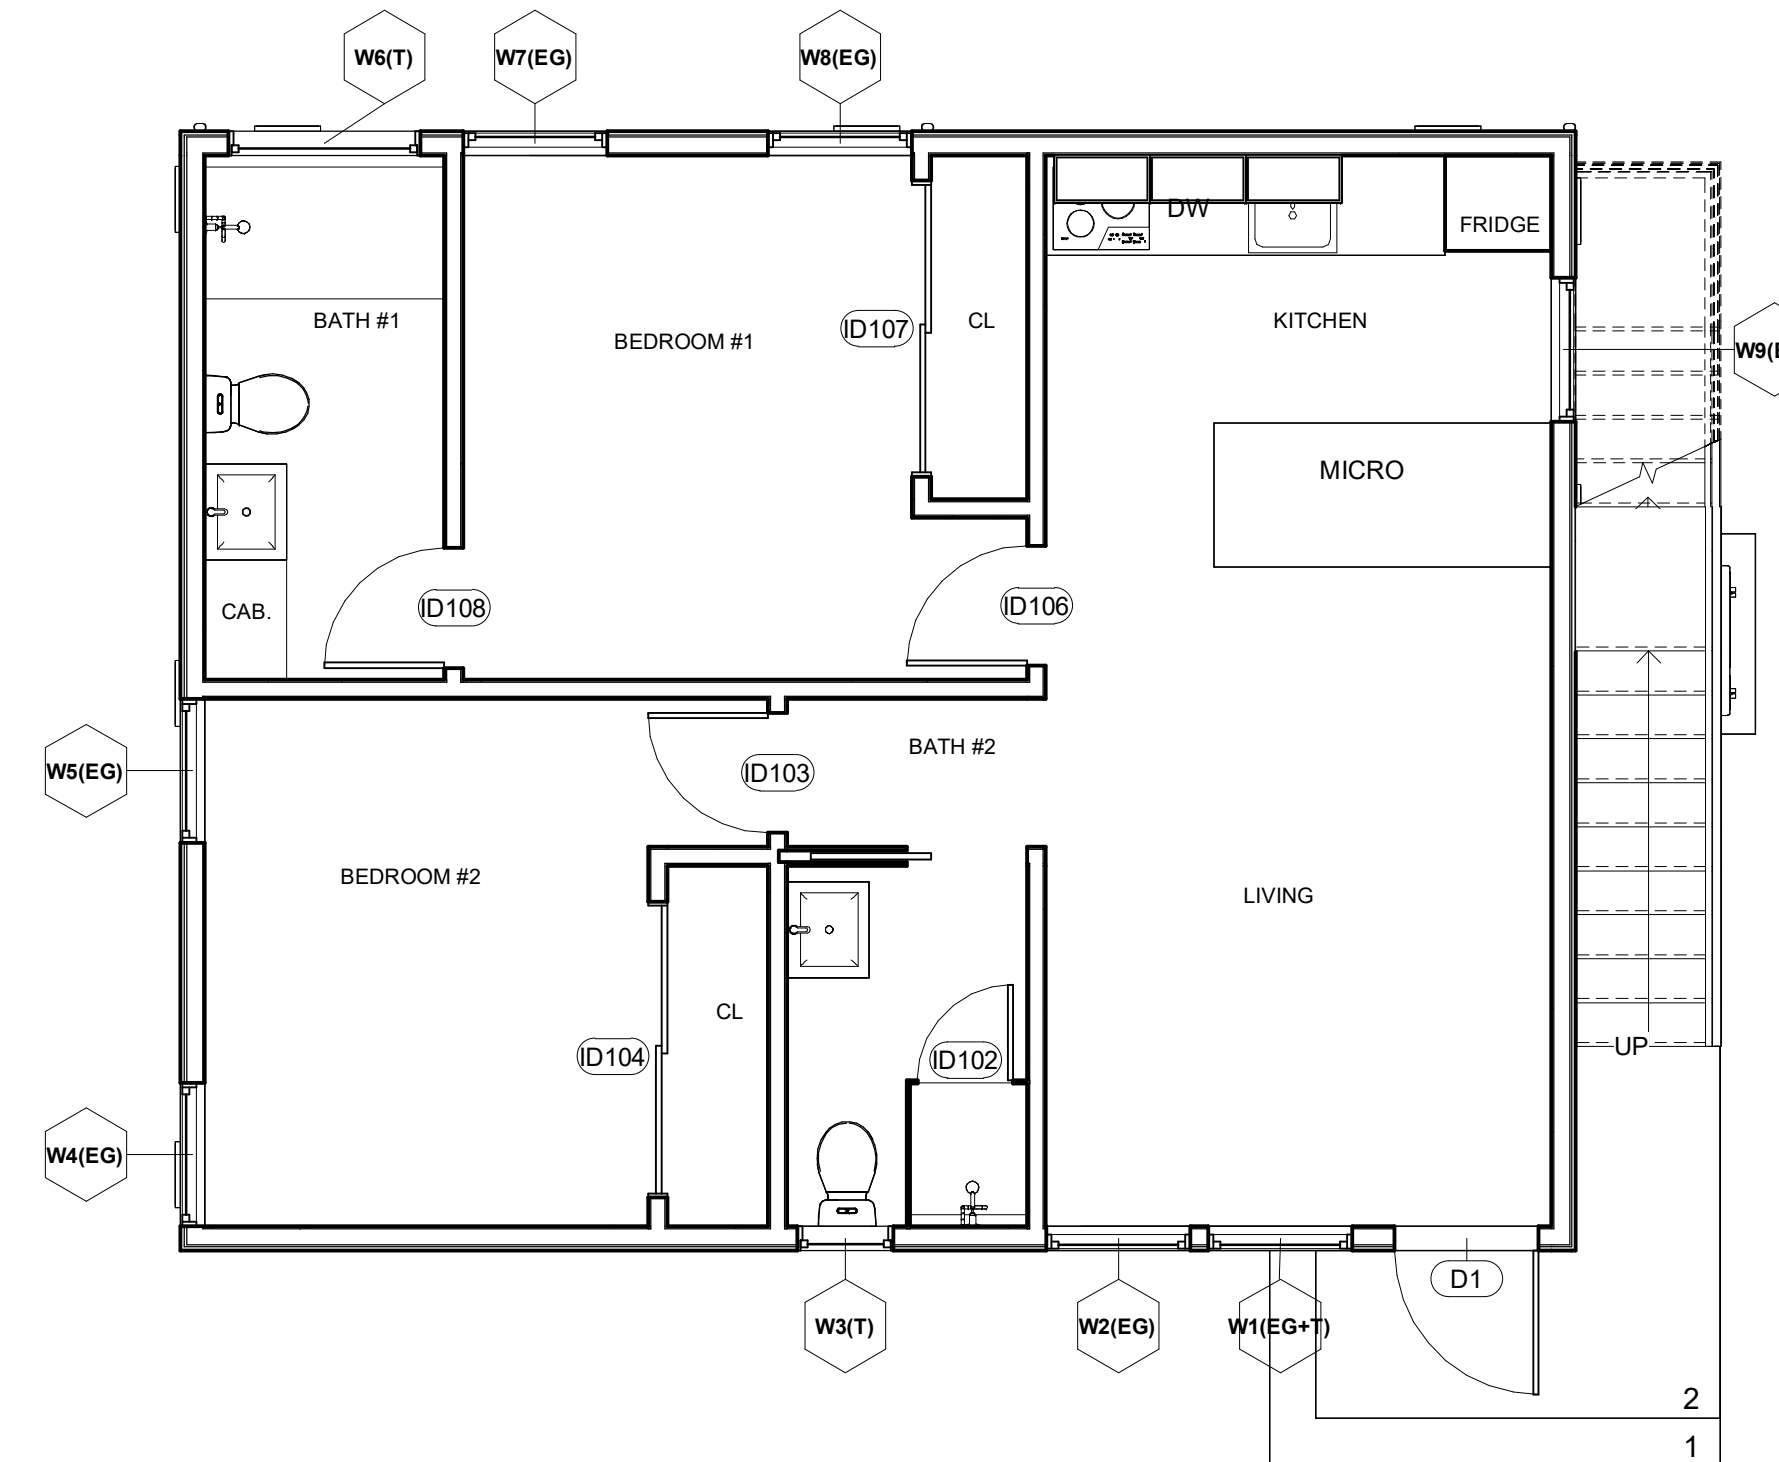 W6(T)
W7(EG)
W8(EG)
DW
FRIDGE
BATH #1
BEDROOM #1
ID107
CL
KITCHEN
W9(E
MICRO
CAB.
ID108
ID106
W5(EG)
ID103
BATH #2
BEDROOM #2
LIVING
CL
ID104
ID102
UP
W4(EG)
D1
W3(T)
W2(EG)
W1(EG+T)
2
1